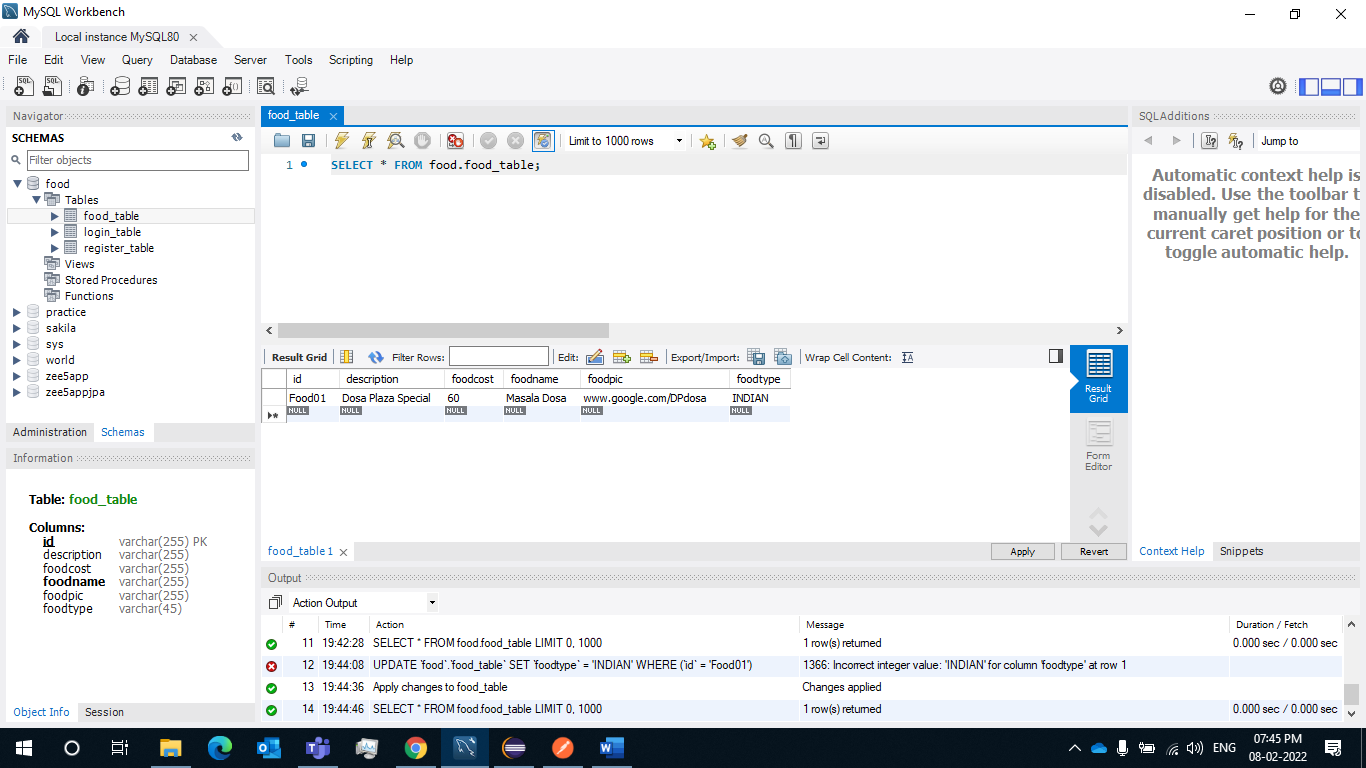 MySQL Workbench
Local instance MySQL80
File Edit View Query Database Server Tools Scripting Help
Navigator
SCHEMAS
Filter objects
food
Tables
food_table
login_table
register_table
Views
Stored Procedures
Functions
practice
sakila
sys
world
zee5app
zee5appjpa
Administration Schemas
Information
Table: food_table
Columns:
id varchar(255) PK
description varchar(255)
foodcost varchar(255)
foodname varchar(255)
foodpic varchar(255)
foodtype varchar(45)
Object Info Session
food_table
Limit to 1000 rows
1 SELECT * FROM food.food_table;
Result Grid Filter Rows: Edit: Export/Import: Wrap Cell Content:
id description foodcost foodname foodpic foodtype
Food01 Dosa Plaza Special 60 Masala Dosa www.google.com/DPdosa INDIAN
NULL NULL NULL NULL NULL NULL
Result
Grid
Form
Editor
food_table 1
Apply Revert
SQLAdditions
Jump to
Automatic context help is
disabled. Use the toolbar t
manually get help for the
current caret position or to
toggle automatic help.
Context Help Snippets
Output
Action Output
# Time Action Message Duration / Fetch
11 19:42:28 SELECT * FROM food.food_table LIMIT 0, 1000 1 row(s) returned 0.000 sec / 0.000 sec
12 19:44:08 UPDATE `food`.`food_table` SET `foodtype` = 'INDIAN' WHERE (`id` = 'Food01') 1366: Incorrect integer value: 'INDIAN' for column 'foodtype' at row 1
13 19:44:36 Apply changes to food_table Changes applied
14 19:44:46 SELECT * FROM food.food_table LIMIT 0, 1000 1 row(s) returned 0.000 sec / 0.000 sec
ENG
07:45 PM
08-02-2022